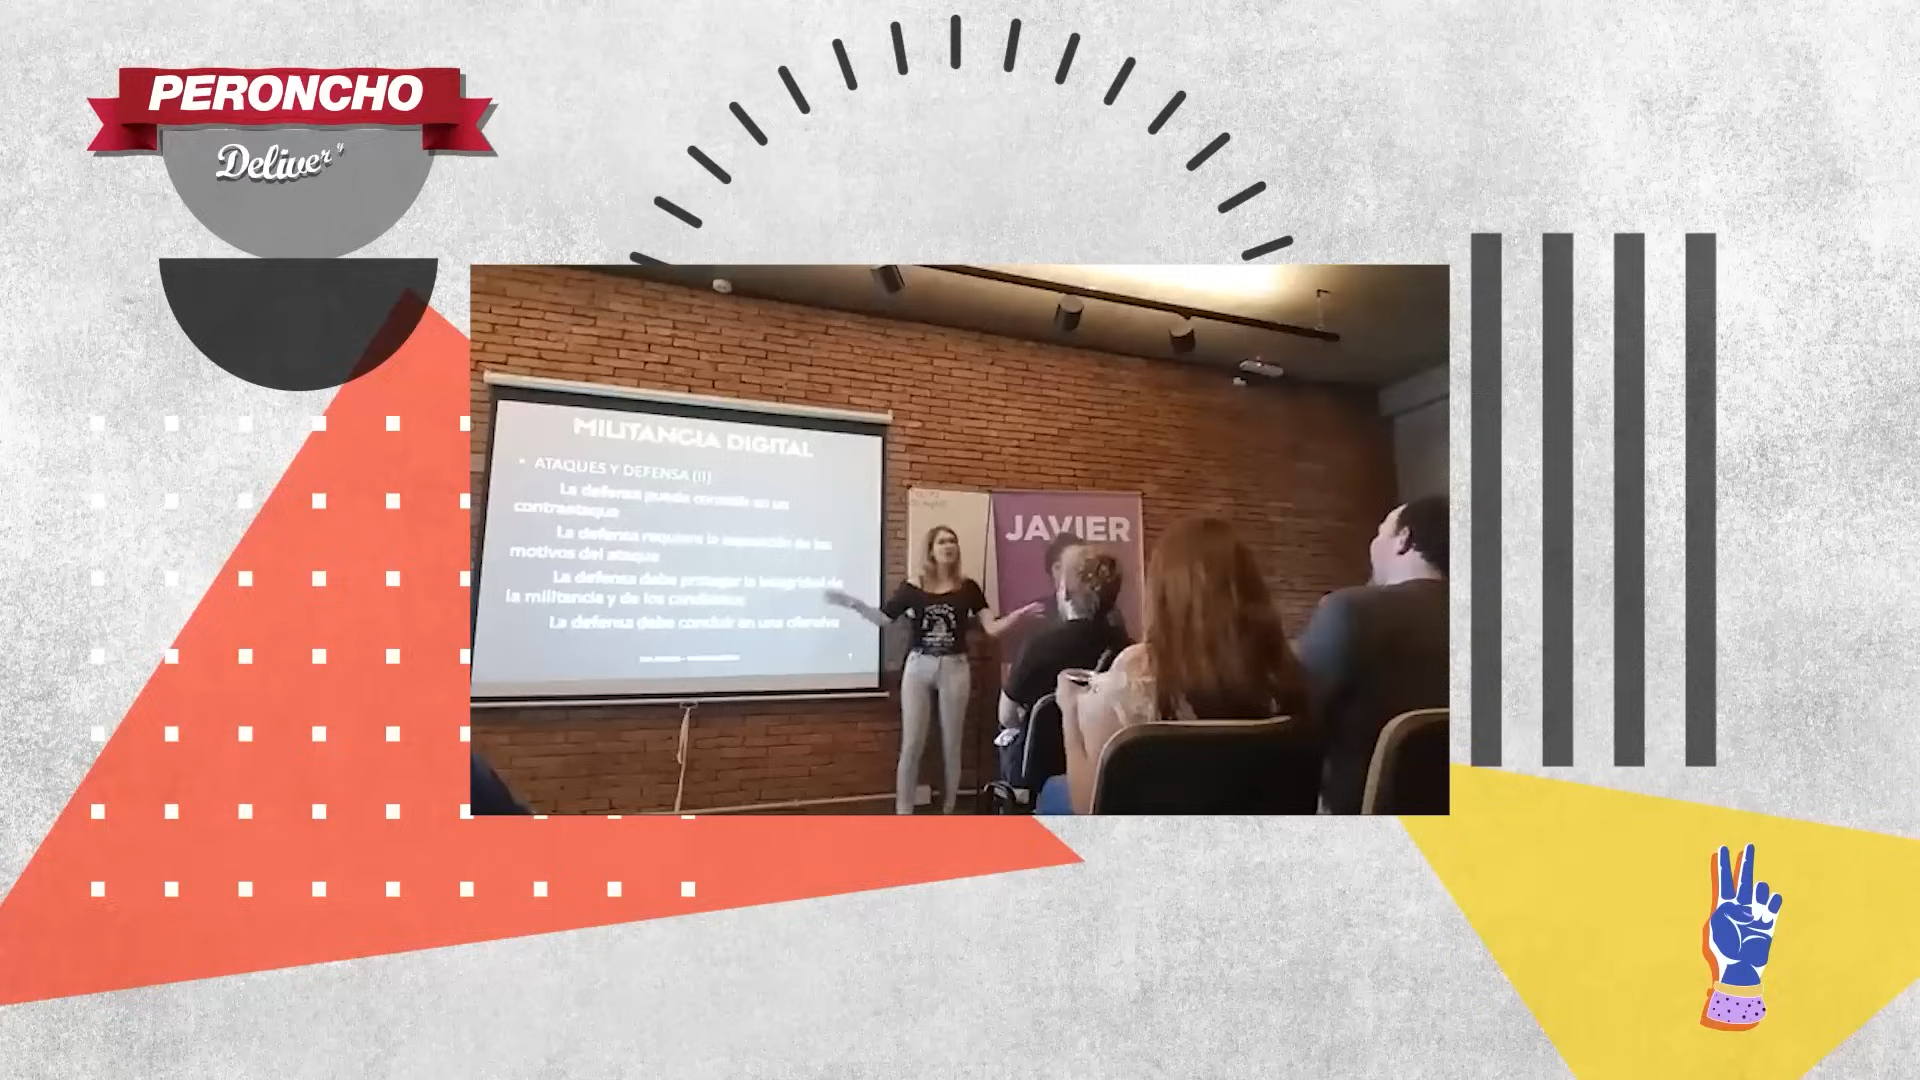 PERONCHO
Delivery
MILITANCIA DIGITAL
• ATAQUES Y DEFENSA (II)
La defensa puede consistir en un
contraataque
La defensa requiere la exposición de los
motivos del ataque
La defensa debe proteger la integridad de
la militancia y de los candidatos
La defensa debe concluir en una ofensiva
JAVIER